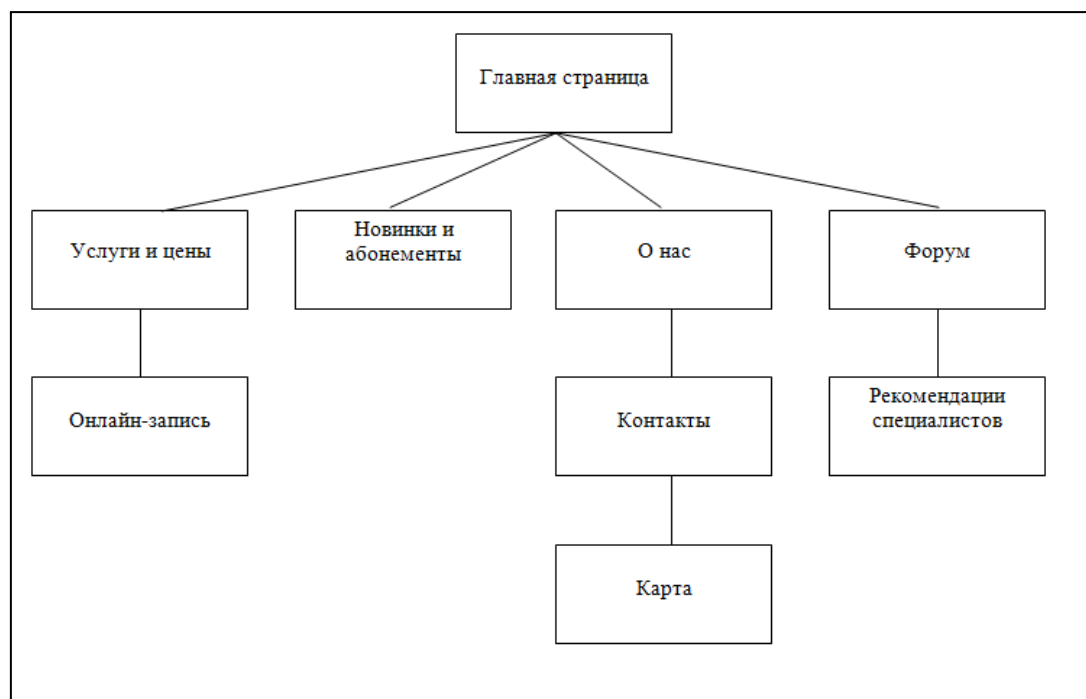 Главная страница
Услуги и цены
Новинки и
абонементы
О нас
Форум
Онлайн-запись
Контакты
Рекомендации
специалистов
Карта